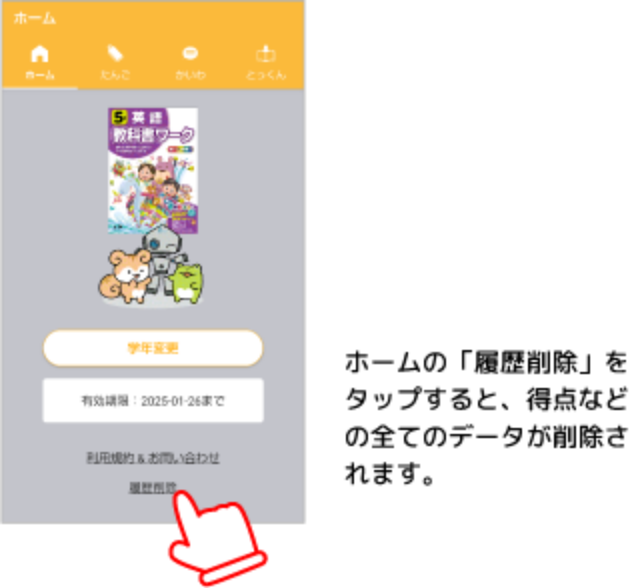 ホーム
ホーム
たんご
かいわ
とっくん
5年
英語
教科書ワーク
学年変更
有効期限：2025-01-26まで
利用規約 & お問い合わせ
履歴削除
ホームの「履歴削除」を
タップすると、得点など
の全てのデータが削除さ
れます。